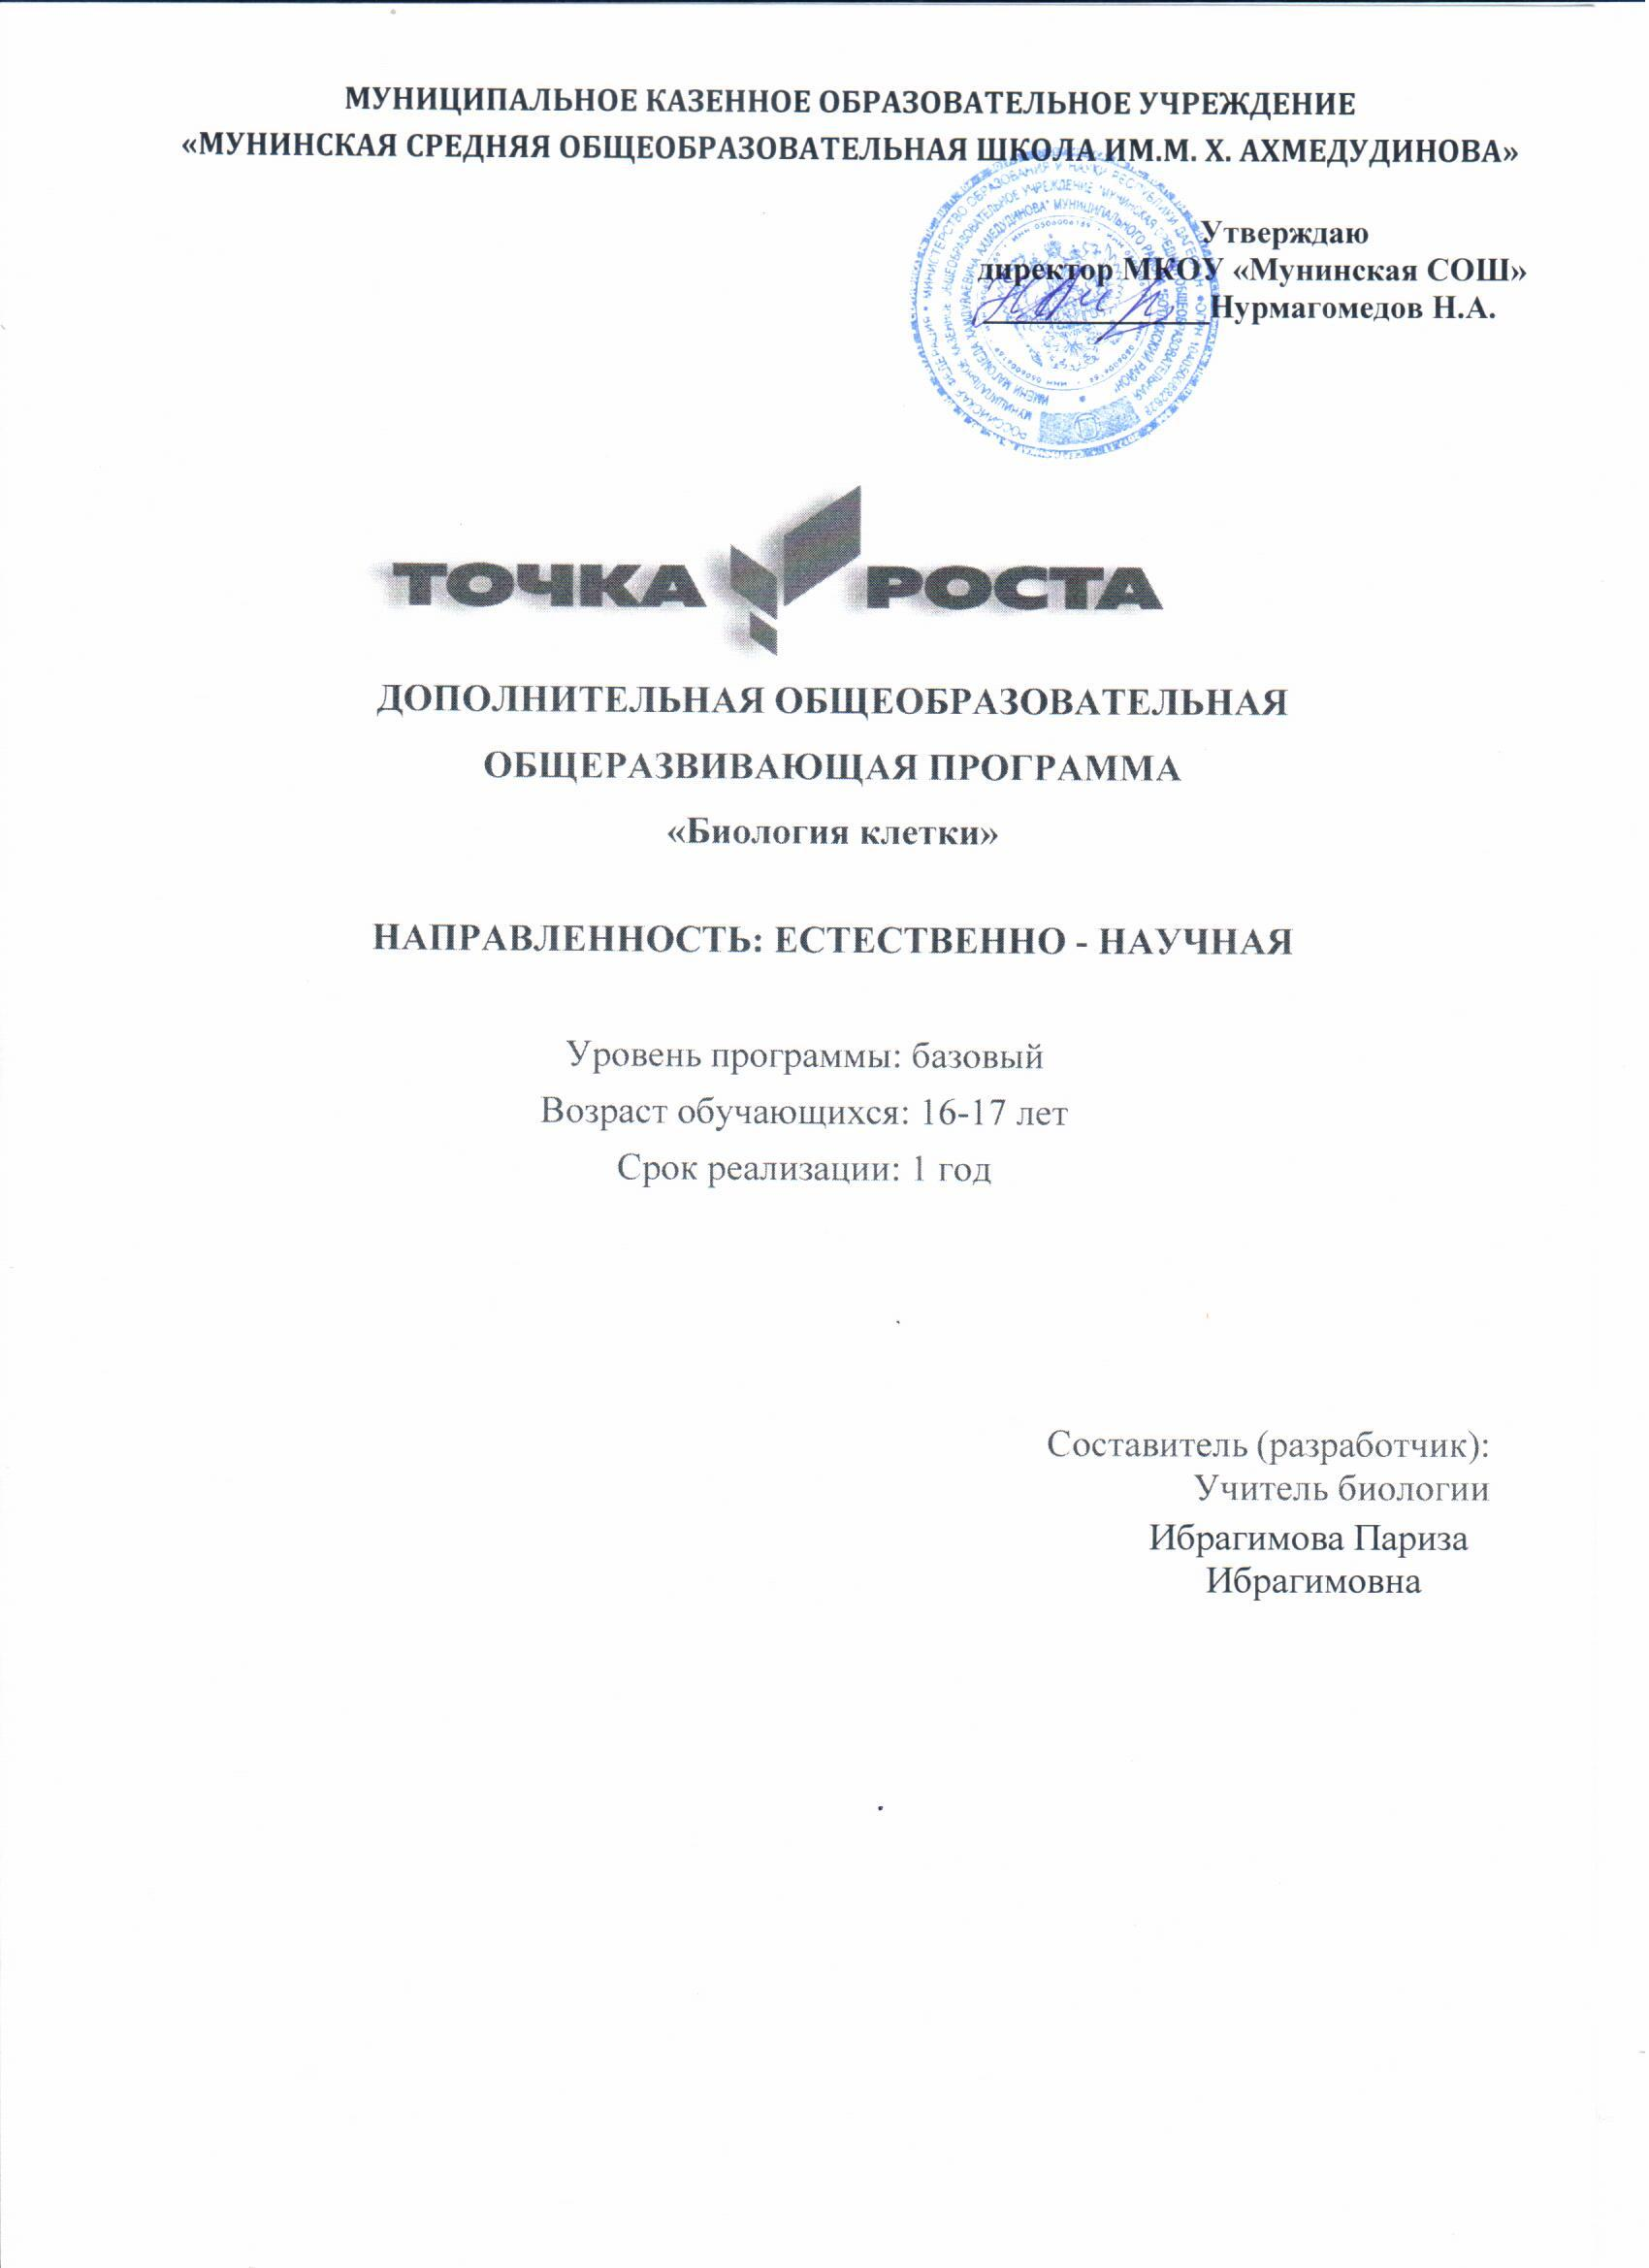 МУНИЦИПАЛЬНОЕ КАЗЕННОЕ ОБРАЗОВАТЕЛЬНОЕ УЧРЕЖДЕНИЕ
«МУНИНСКАЯ СРЕДНЯЯ ОБЩЕОБРАЗОВАТЕЛЬНАЯ ШКОЛА ИМ.М. Х. АХМЕДУДИНОВА»
Утверждаю
директор МКОУ «Мунинская СОШ»
Нурмагомедов Н.А.
ТОЧКА РОСТА
ДОПОЛНИТЕЛЬНАЯ ОБЩЕОБРАЗОВАТЕЛЬНАЯ
ОБЩЕРАЗВИВАЮЩАЯ ПРОГРАММА
«Биология клетки»
НАПРАВЛЕННОСТЬ: ЕСТЕСТВЕННО - НАУЧНАЯ
Уровень программы: базовый
Возраст обучающихся: 16-17 лет
Срок реализации: 1 год
Составитель (разработчик):
Учитель биологии
Ибрагимова Париза
Ибрагимовна